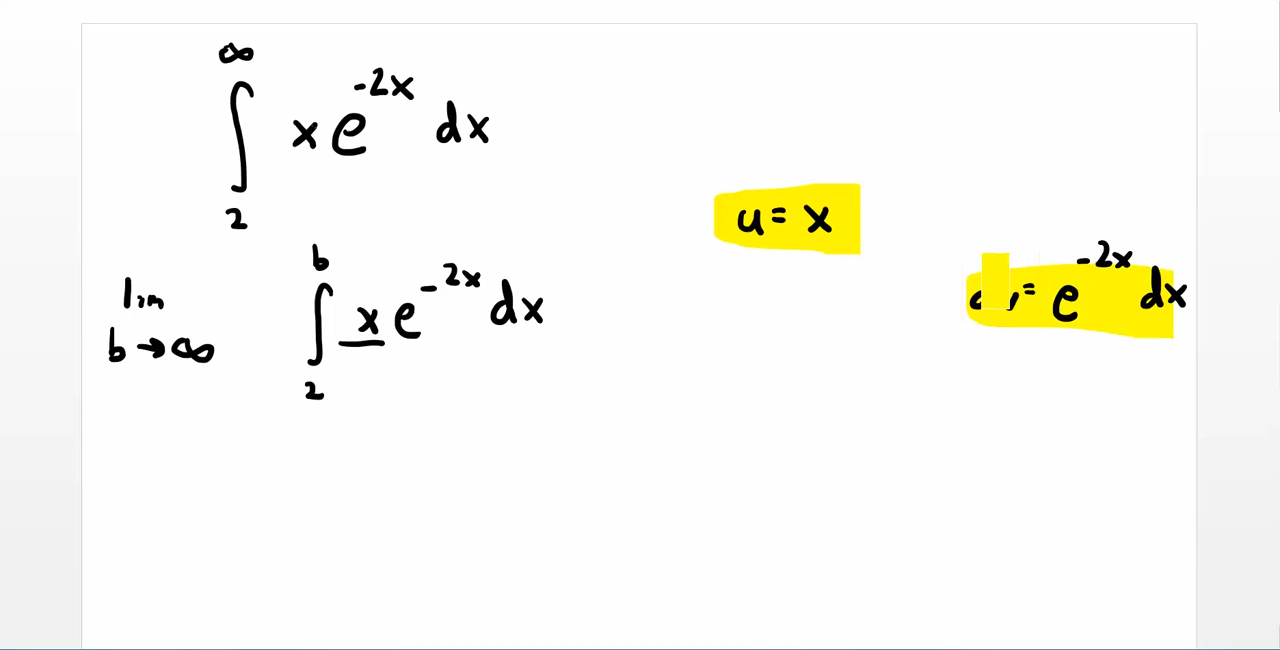 ∫₂^∞ x e^{-2x} dx
u = x
lim b→∞ ∫₂^b x e^{-2x} dx
= e^{-2x} dx